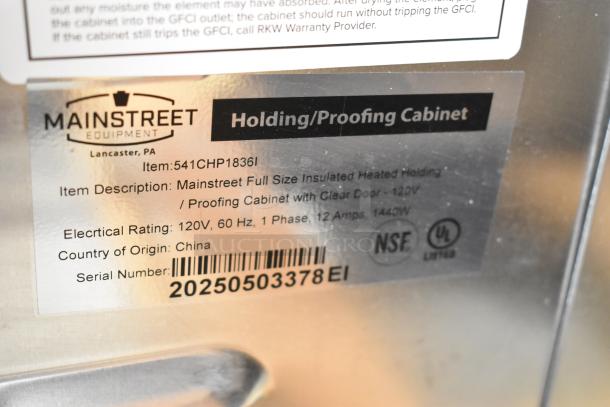 out any moisture the element may have absorbed. After drying the element, plug
the cabinet into the GFCI outlet; the cabinet should run without tripping the GFCI.
If the cabinet still trips the GFCI, call RKW Warranty Provider.
MAINSTREET
EQUIPMENT
Lancaster, PA
Holding/Proofing Cabinet
Item:541CHP1836I
Item Description: Mainstreet Full Size Insulated Heated Holding
/ Proofing Cabinet with Clear Door - 120V
Elecrtical Rating: 120V, 60 Hz, 1 Phase, 12 Amps, 1440W
Country of Origin: China
AUCTION GROUP
Serial Number:
20250503378EI
NSF
UL
LISTED